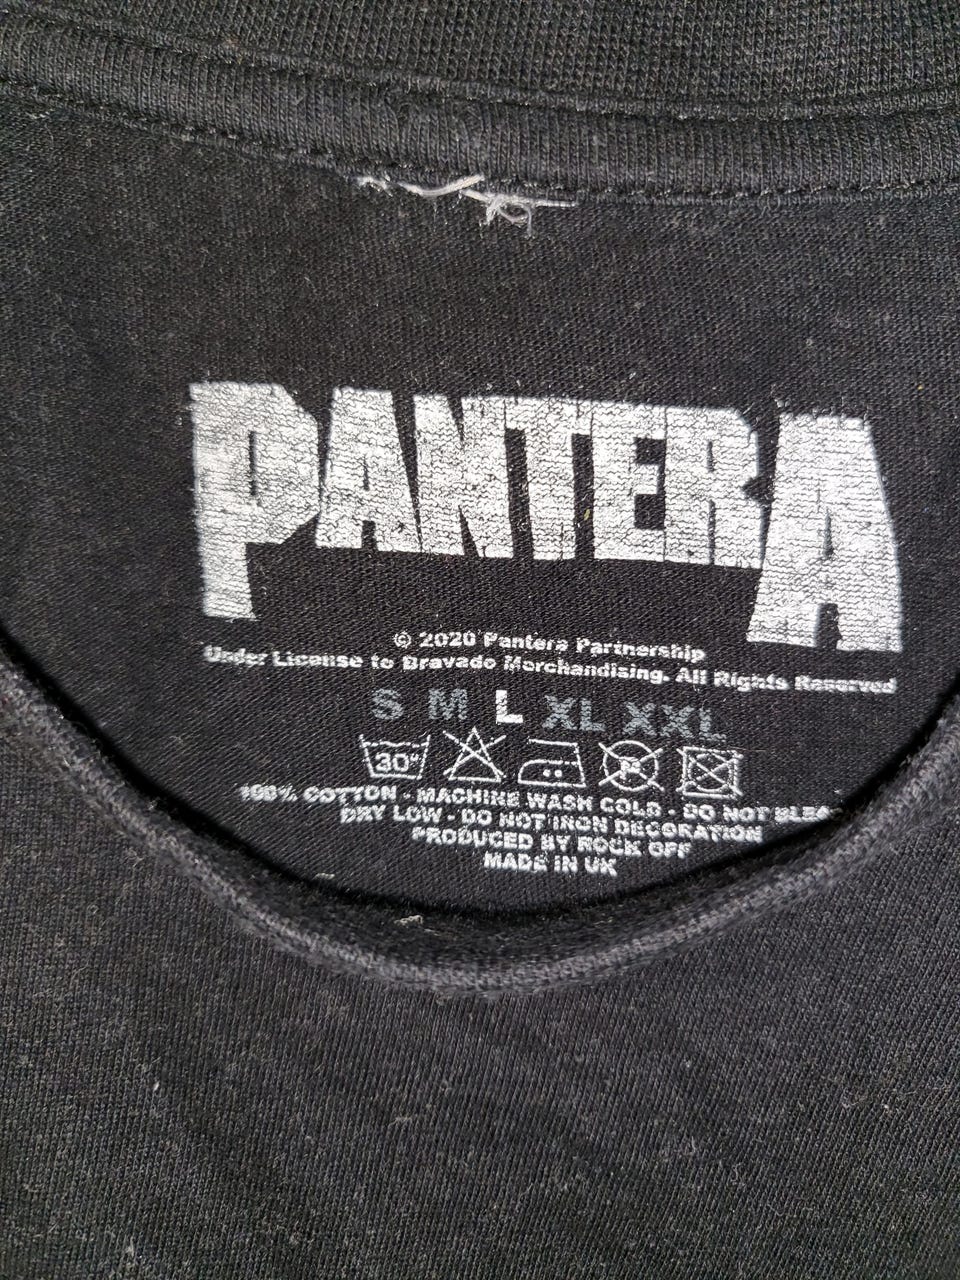 PANTERA
© 2020 Pantera Partnership
Under License to Bravado Merchandising. All Rights Reserved
S M L XL XXL
30° P
100% COTTON - MACHINE WASH COLD - DO NOT BLEA
DRY LOW - DO NOT IRON DECORATION
PRODUCED BY ROCK OFF
MADE IN UK